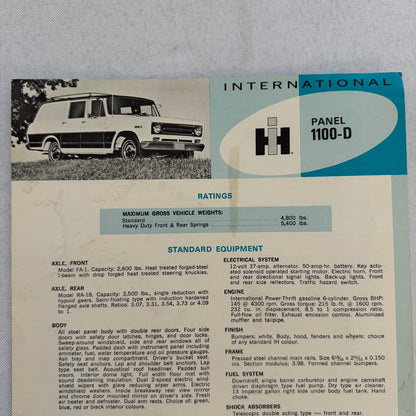 INTERNATIONAL
IH
PANEL
1100-D
RATINGS
MAXIMUM GROSS VEHICLE WEIGHTS:
Standard 4,800 lbs.
Heavy Duty Front & Rear Springs 5,400 lbs.
STANDARD EQUIPMENT
AXLE, FRONT
Model FA-1. Capacity: 2,600 lbs. Heat treated forged-steel
I-beam with drop forged heat treated steering knuckles.
AXLE, REAR
Model RA-18. Capacity: 3,500 lbs., single reduction with
hypoid gears. Semi-floating type with induction hardened
flanged axle shafts. Ratios: 3.07, 3.31, 3.54, 3.73 or 4.09
to 1.
BODY
All steel panel body with double rear doors. Four side
doors with safety door latches, hinges, and door locks.
Sweep-around windshield, side and rear windows all of
safety glass. Padded dash with instrument panel including
ammeter, fuel, water temperature and oil pressure gauges.
Ash tray and map compartment. Driver's bucket seat.
Safety seat anchors. Lap and shoulder seat belts. Lap
type seat belt. Acoustical roof headliner. Padded sun
visors. Interior dome light. Full width floor mat with
sound deadening insulation. Dual 2-speed electric wind-
shield wipers with glare reducing wiper arms. Electric
windshield washers. Inside non-glare rear view mirror
and chrome door mounted mirror on driver's side. Fresh
air heater and defroster. Dual arm rests. Choice of: green,
blue, red or black interior colours.
ELECTRICAL SYSTEM
12-volt 37-amp. alternator. 50-amp.-hr. battery. Key actu-
ated solenoid operated starting motor. Electric horn. Front
and rear directional signal lights. Back-up lights. Front
and rear side reflectors. Traffic hazard switch.
ENGINE
International Power-Thrift gasoline 6-cylinder. Gross BHP:
145 @ 4300 rpm. Gross torque: 215 lb.-ft. @ 1600 rpm.
232 cu. in. displacement. 8.5 to 1 compression ratio.
Full-flow oil filter. Exhaust emission control. Aluminized
muffler and tailpipe.
FINISH
Bumpers: white. Body, hood, fenders and wheels: choice
of any standard IH colours.
FRAME
Pressed steel channel main rails. Size
x 0.150
ins. Section modulus: 3.98. Formed channel bumpers.
FUEL SYSTEM
Downdraft single barrel carburetor and engine camshaft
driven diaphragm type fuel pump. Dry type air cleaner.
13 Imperial gallon right side fuel tank behind cab. Hand
choke.
SHOCK ABSORBERS
Telescopic double acting type — front and rear.